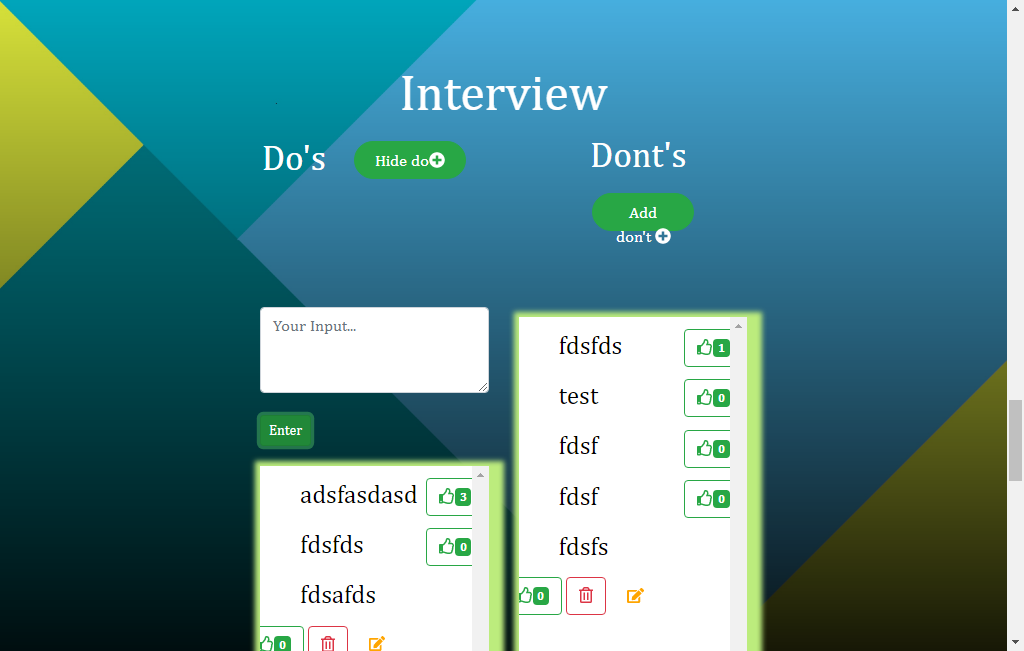 Interview
Do's
Hide do
Dont's
Add
don't
Your Input...
Enter
adsfasdasd 3
fdsfds 0
fdsafds
0
fdsfds 1
test 0
fdsf 0
fdsf 0
fdsfs
0